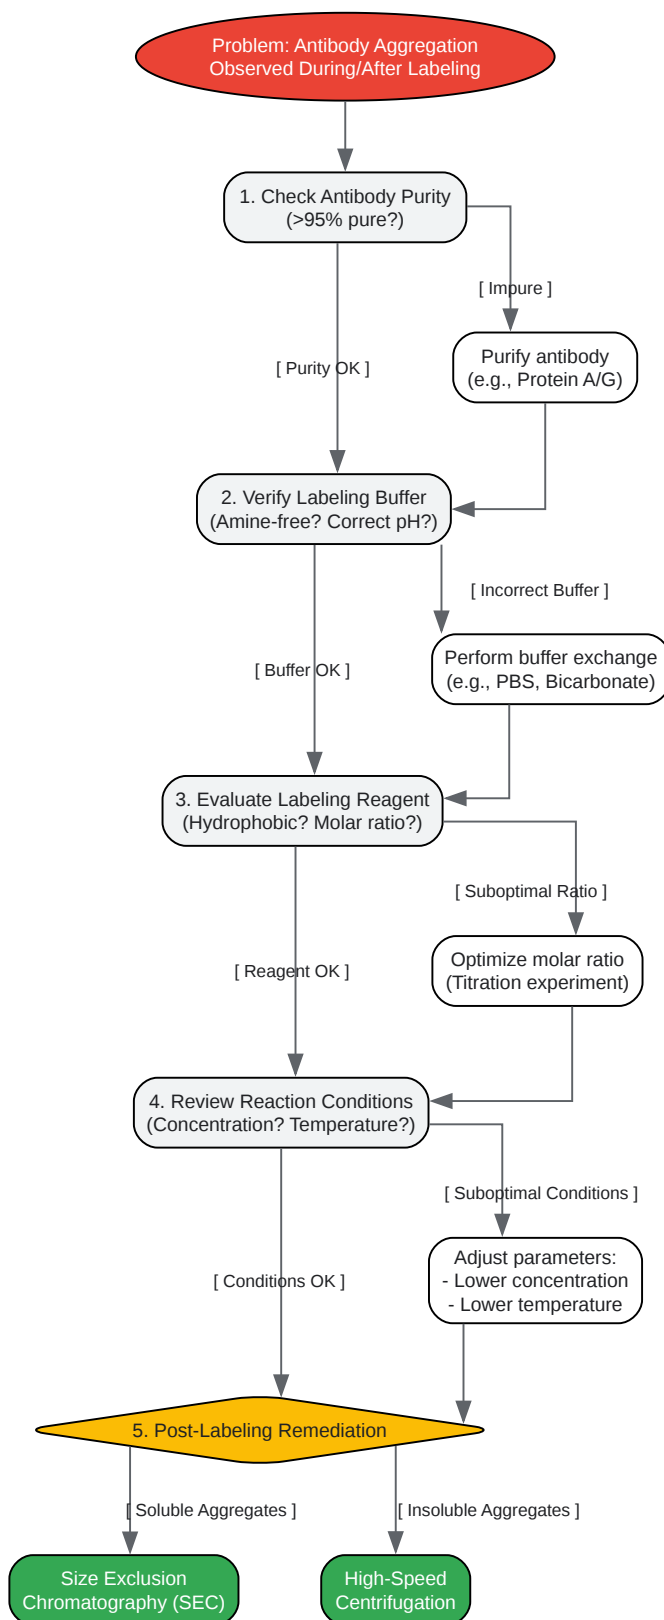 Problem: Antibody Aggregation
Observed During/After Labeling
1. Check Antibody Purity
(>95% pure?)
[ Impure ]
Purify antibody
(e.g., Protein A/G)
[ Purity OK ]
2. Verify Labeling Buffer
(Amine-free? Correct pH?)
[ Incorrect Buffer ]
Perform buffer exchange
(e.g., PBS, Bicarbonate)
[ Buffer OK ]
3. Evaluate Labeling Reagent
(Hydrophobic? Molar ratio?)
[ Suboptimal Ratio ]
Optimize molar ratio
(Titration experiment)
[ Reagent OK ]
4. Review Reaction Conditions
(Concentration? Temperature?)
[ Suboptimal Conditions ]
Adjust parameters:
- Lower concentration
- Lower temperature
[ Conditions OK ]
5. Post-Labeling Remediation
[ Soluble Aggregates ]
[ Insoluble Aggregates ]
Size Exclusion
Chromatography (SEC)
High-Speed
Centrifugation